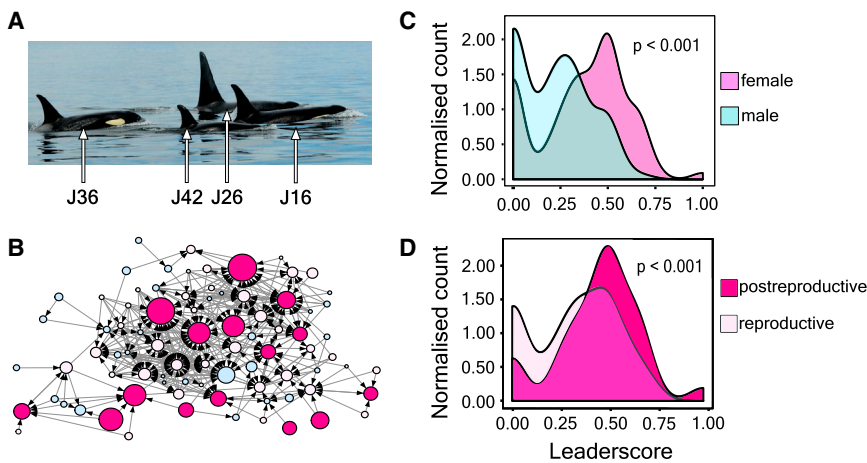 A
J36 J42 J26 J16
B
C
Normalised count
2.00
1.50
1.00
0.50
0.00
0.00 0.25 0.50 0.75 1.00
p < 0.001
female
male
D
Normalised count
2.00
1.50
1.00
0.50
0.00
0.00 0.25 0.50 0.75 1.00
p < 0.001
postreproductive
reproductive
Leaderscore